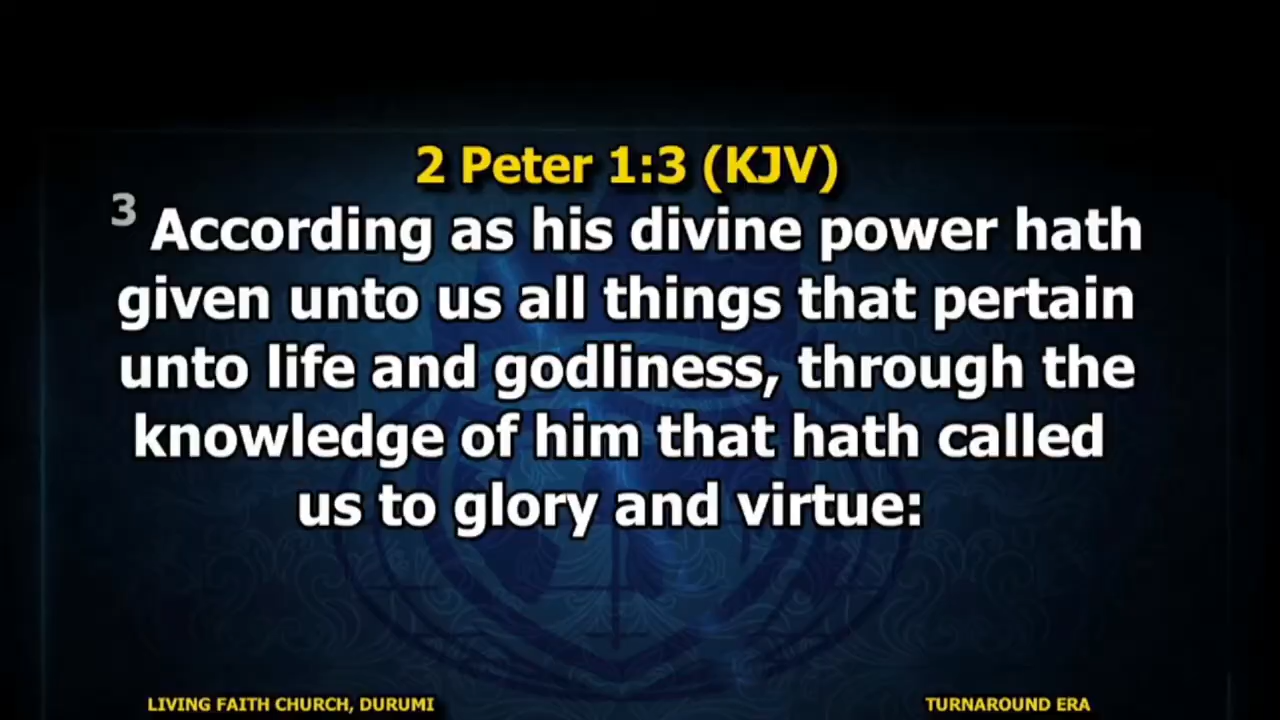 2 Peter 1:3 (KJV)
3 According as his divine power hath
given unto us all things that pertain
unto life and godliness, through the
knowledge of him that hath called
us to glory and virtue:
LIVING FAITH CHURCH, DURUMI
TURNAROUND ERA